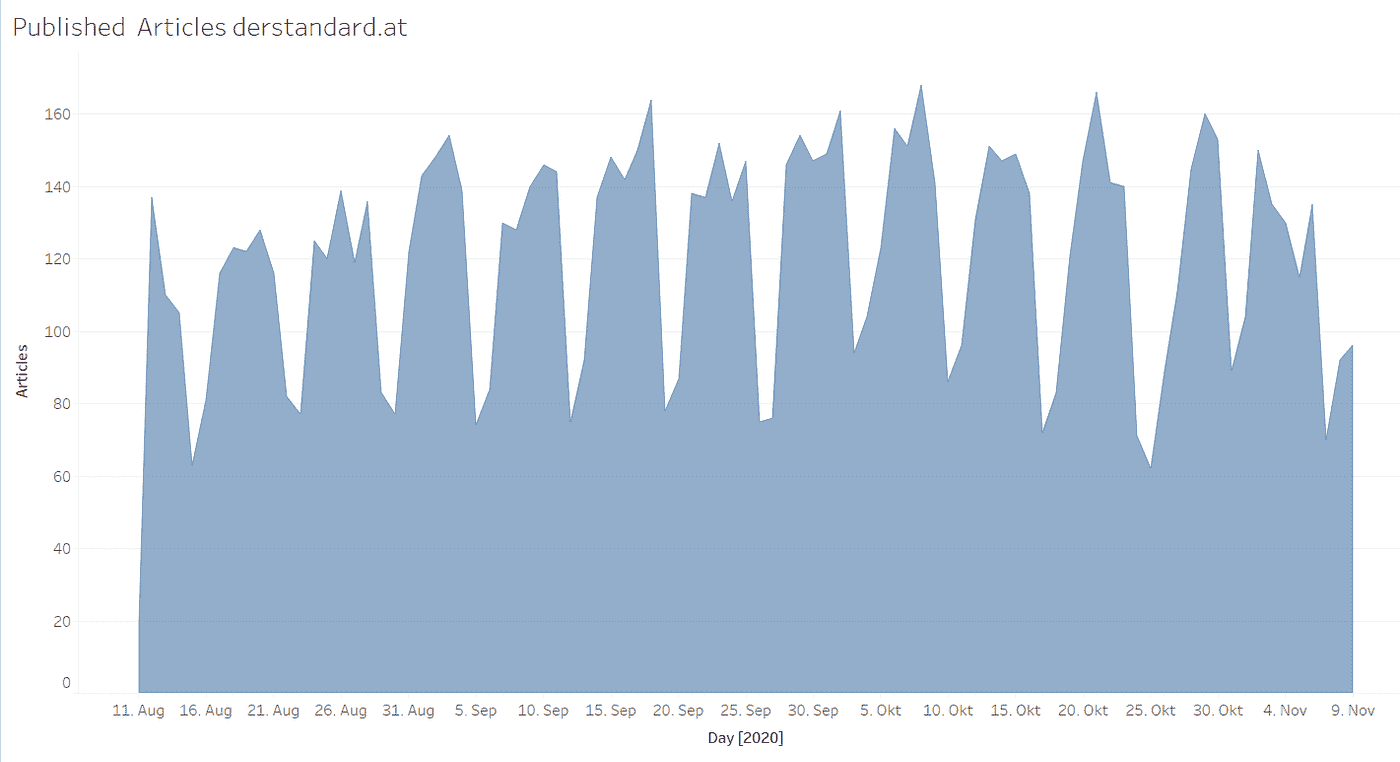 Published Articles derstandard.at
160
140
120
100
80
60
40
20
0
Articles
11. Aug 16. Aug 21. Aug 26. Aug 31. Aug 5. Sep 10. Sep 15. Sep 20. Sep 25. Sep 30. Sep 5. Okt 10. Okt 15. Okt 20. Okt 25. Okt 30. Okt 4. Nov 9. Nov
Day [2020]